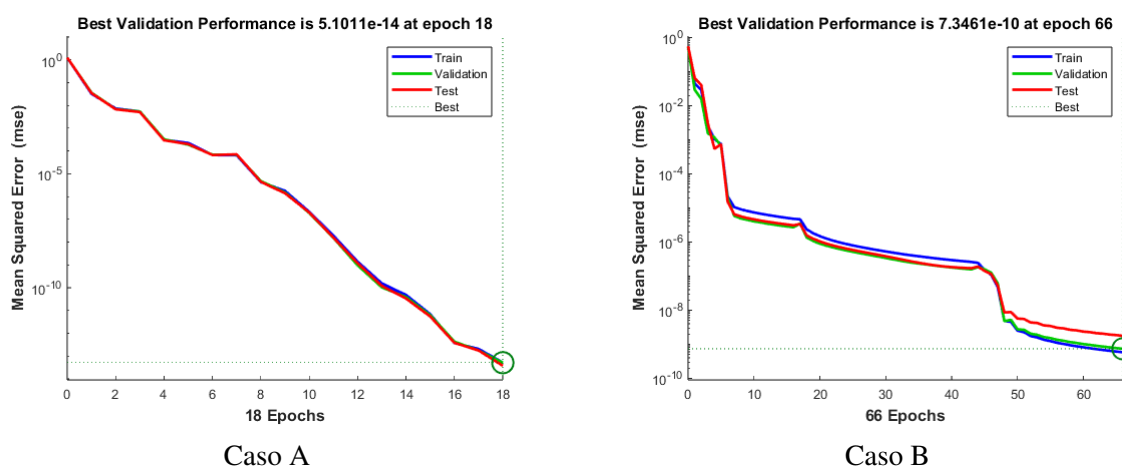 Best Validation Performance is 5.1011e-14 at epoch 18
Mean Squared Error (mse)
10^0
10^-5
10^-10
Train
Validation
Test
Best
0 2 4 6 8 10 12 14 16 18
18 Epochs
Caso A
Best Validation Performance is 7.3461e-10 at epoch 66
Mean Squared Error (mse)
10^0
10^-2
10^-4
10^-6
10^-8
10^-10
Train
Validation
Test
Best
0 10 20 30 40 50 60
66 Epochs
Caso B